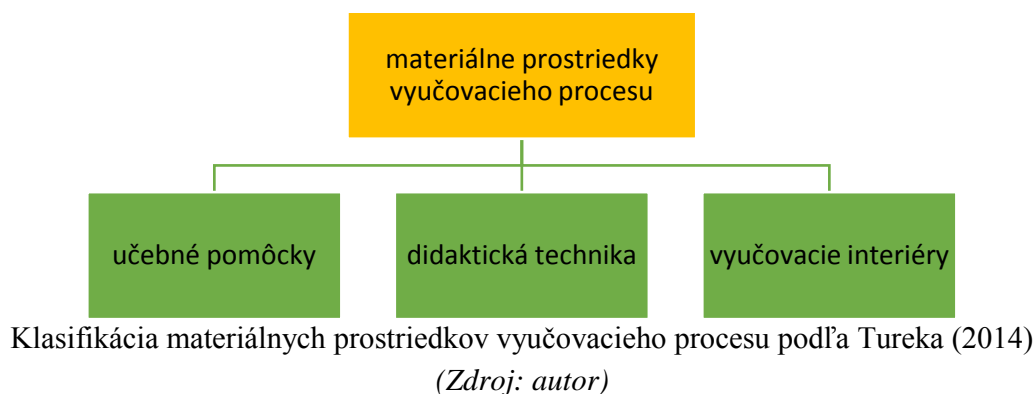 materiálne prostriedky
vyučovacieho procesu
učebné pomôcky
didaktická technika
vyučovacie interiéry
Klasifikácia materiálnych prostriedkov vyučovacieho procesu podľa Tureka (2014)
(Zdroj: autor)